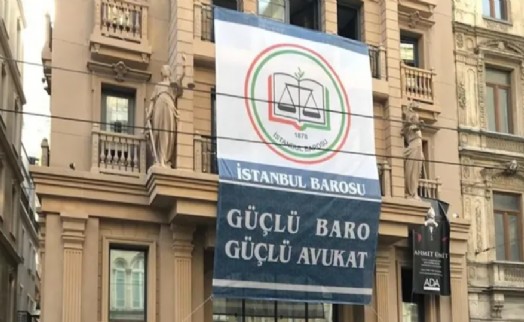 1878
İSTANBUL BAROSU
İSTANBUL BAROSU
GÜÇLÜ BARO
GÜÇLÜ AVUKAT
AHMET ÜMİT
ADA